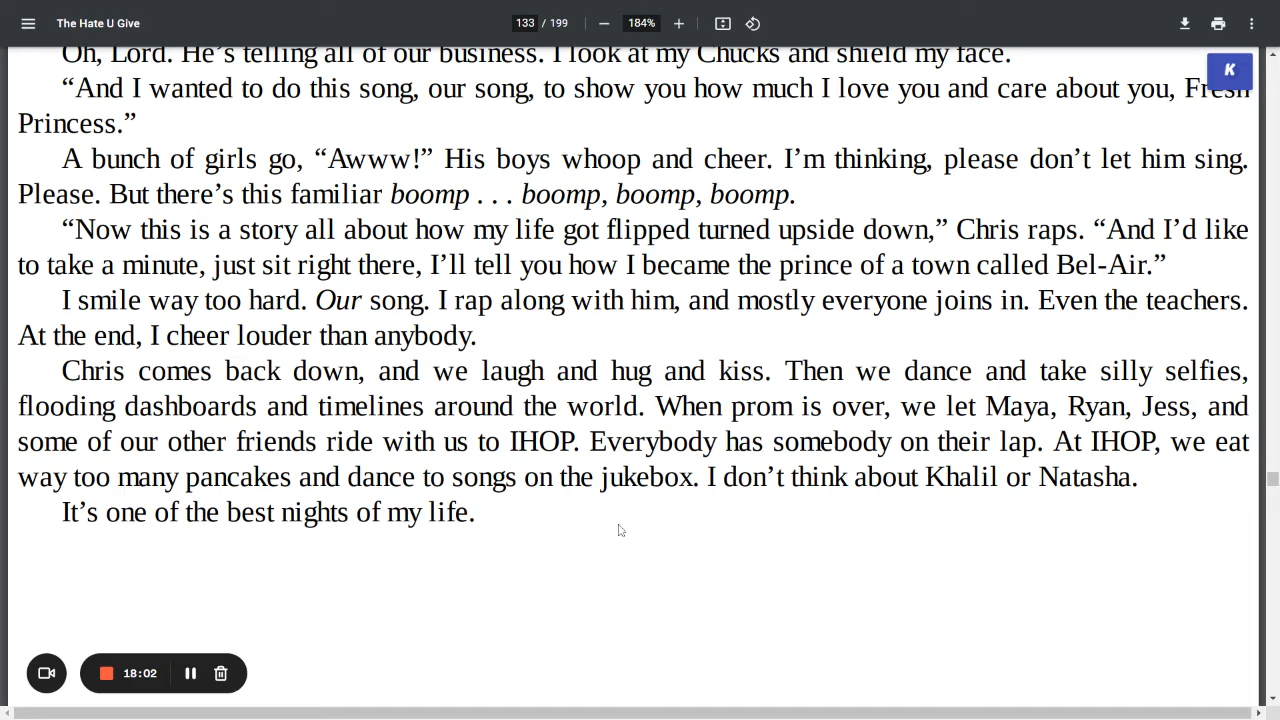 The Hate U Give
133 / 199
184%
Oh, Lord. He’s telling all of our business. I look at my Chucks and shield my face.
“And I wanted to do this song, our song, to show you how much I love you and care about you, Fresh
Princess.”
A bunch of girls go, “Awww!” His boys whoop and cheer. I’m thinking, please don’t let him sing.
Please. But there’s this familiar boomp . . . boomp, boomp, boomp.
“Now this is a story all about how my life got flipped turned upside down,” Chris raps. “And I’d like
to take a minute, just sit right there, I’ll tell you how I became the prince of a town called Bel-Air.”
I smile way too hard. Our song. I rap along with him, and mostly everyone joins in. Even the teachers.
At the end, I cheer louder than anybody.
Chris comes back down, and we laugh and hug and kiss. Then we dance and take silly selfies,
flooding dashboards and timelines around the world. When prom is over, we let Maya, Ryan, Jess, and
some of our other friends ride with us to IHOP. Everybody has somebody on their lap. At IHOP, we eat
way too many pancakes and dance to songs on the jukebox. I don’t think about Khalil or Natasha.
It’s one of the best nights of my life.
K
18:02